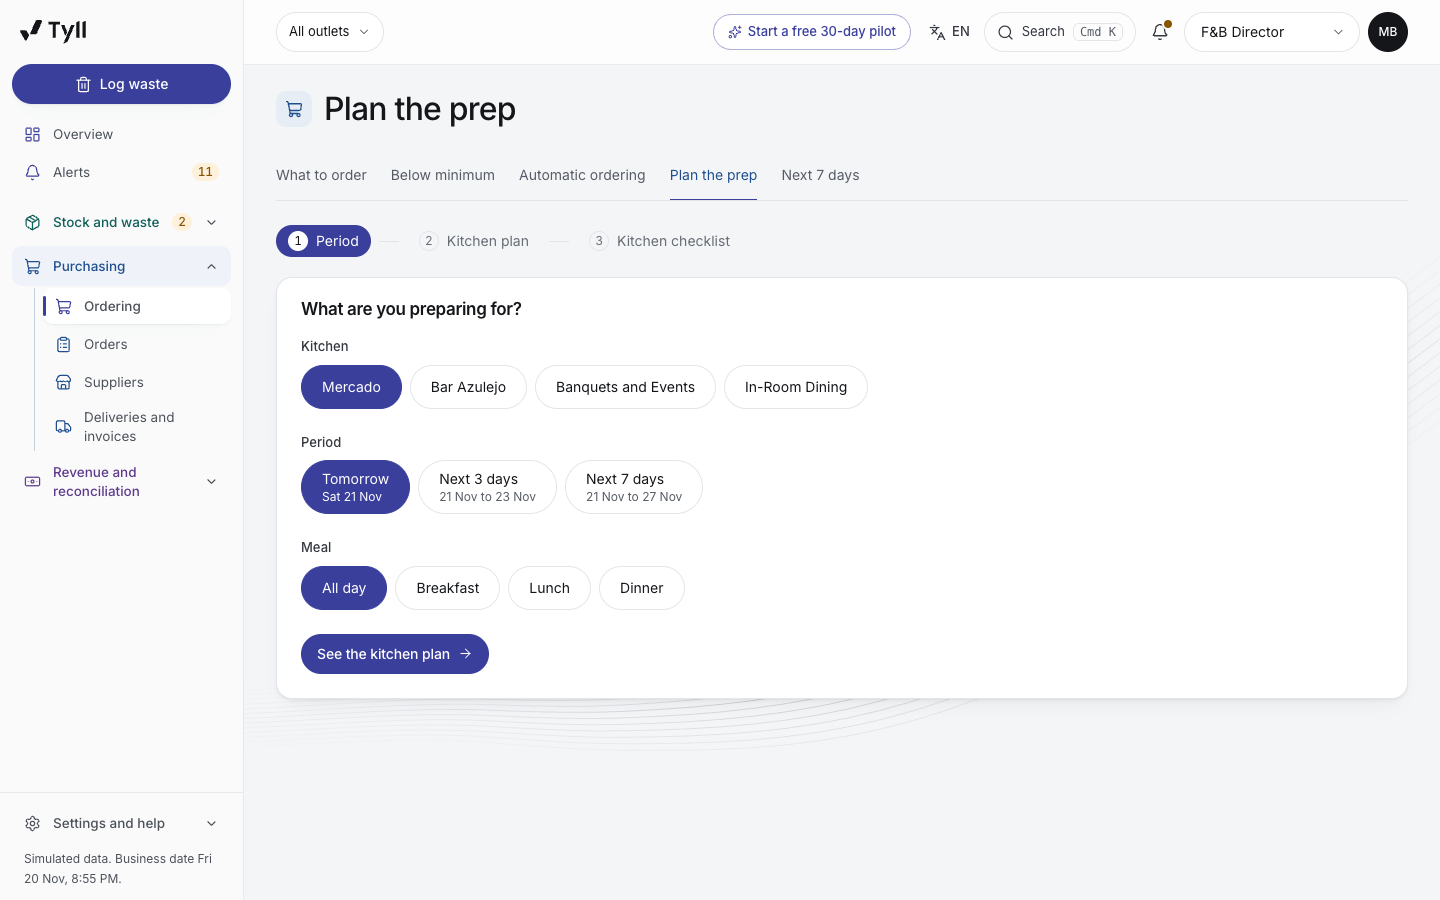 Tyll
All outlets
Start a free 30-day pilot
EN
Search
Cmd K
F&B Director
MB
Log waste
Overview
Alerts
11
Stock and waste
2
Purchasing
Ordering
Orders
Suppliers
Deliveries and
invoices
Revenue and
reconciliation
Settings and help
Simulated data. Business date Fri
20 Nov, 8:55 PM.
Plan the prep
What to order
Below minimum
Automatic ordering
Plan the prep
Next 7 days
1 Period
2 Kitchen plan
3 Kitchen checklist
What are you preparing for?
Kitchen
Mercado
Bar Azulejo
Banquets and Events
In-Room Dining
Period
Tomorrow
Sat 21 Nov
Next 3 days
21 Nov to 23 Nov
Next 7 days
21 Nov to 27 Nov
Meal
All day
Breakfast
Lunch
Dinner
See the kitchen plan